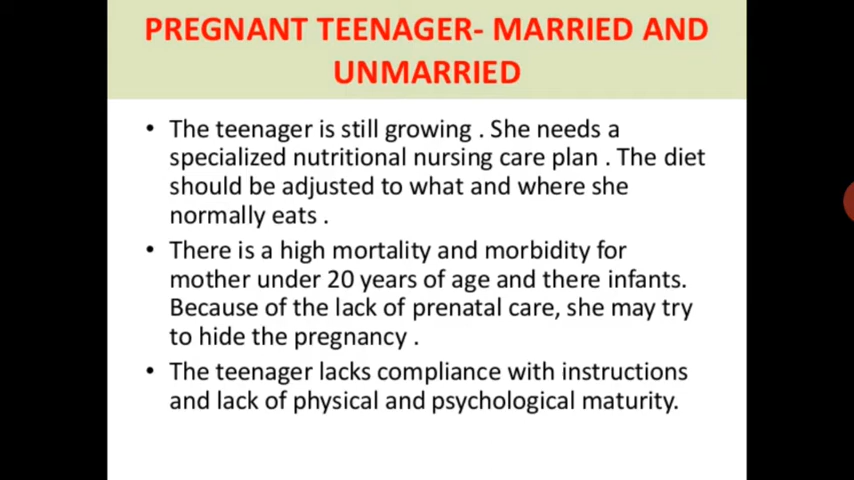 PREGNANT TEENAGER- MARRIED AND
UNMARRIED
• The teenager is still growing . She needs a
specialized nutritional nursing care plan . The diet
should be adjusted to what and where she
normally eats .
• There is a high mortality and morbidity for
mother under 20 years of age and there infants.
Because of the lack of prenatal care, she may try
to hide the pregnancy .
• The teenager lacks compliance with instructions
and lack of physical and psychological maturity.